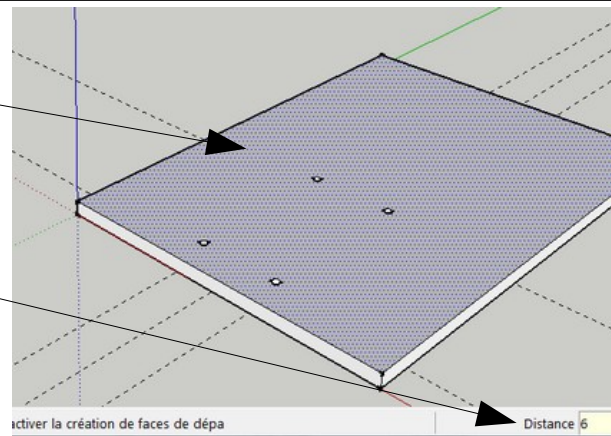 activer la création de faces de dépa
Distance 6